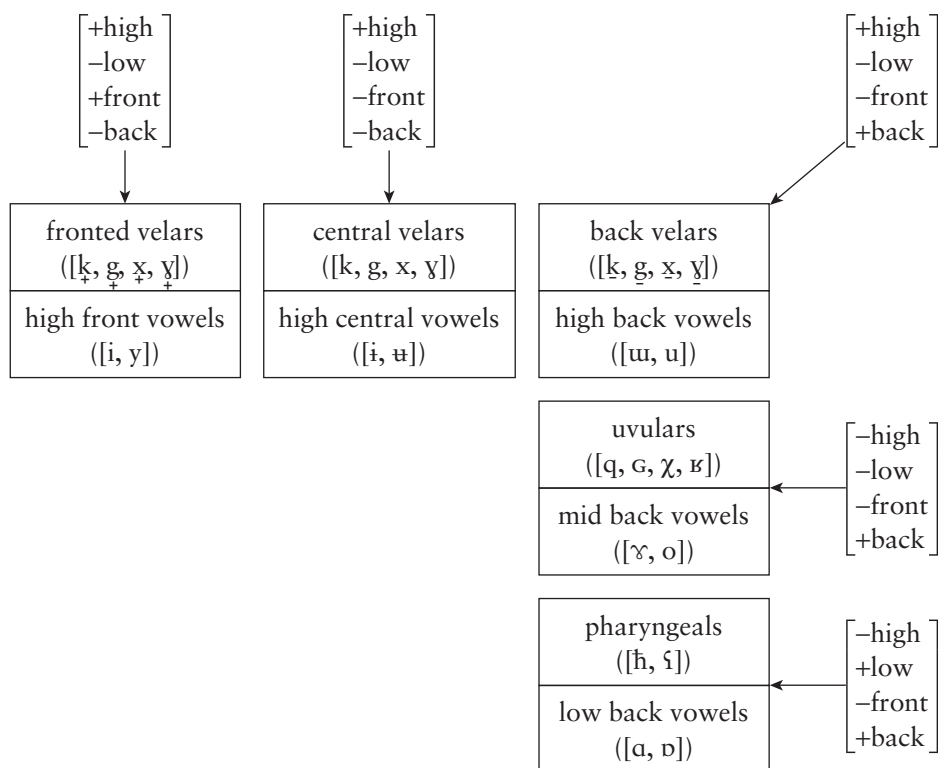 [+high
–low
+front
–back]
[+high
–low
–front
–back]
[+high
–low
–front
+back]
fronted velars
([k̟, g̟, x̟, ɣ̟])
high front vowels
([i, y])
central velars
([k, g, x, ɣ])
high central vowels
([ɨ, ʉ])
back velars
([k̠, g̠, x̠, ɣ̠])
high back vowels
([ɯ, u])
uvulars
([q, ɢ, χ, ʁ])
mid back vowels
([ɤ, o])
[–high
–low
–front
+back]
pharyngeals
([ħ, ʕ])
low back vowels
([ɑ, ɒ])
[–high
+low
–front
+back]